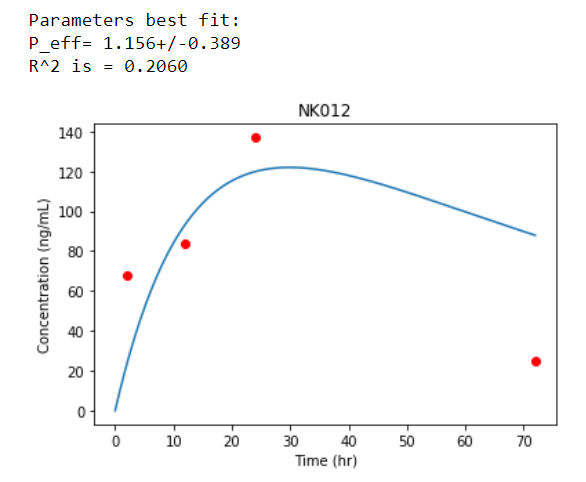 Parameters best fit:
P_eff= 1.156+/-0.389
R^2 is = 0.2060
NK012
140
120
100
80
60
40
20
0
Concentration (ng/mL)
0 10 20 30 40 50 60 70
Time (hr)